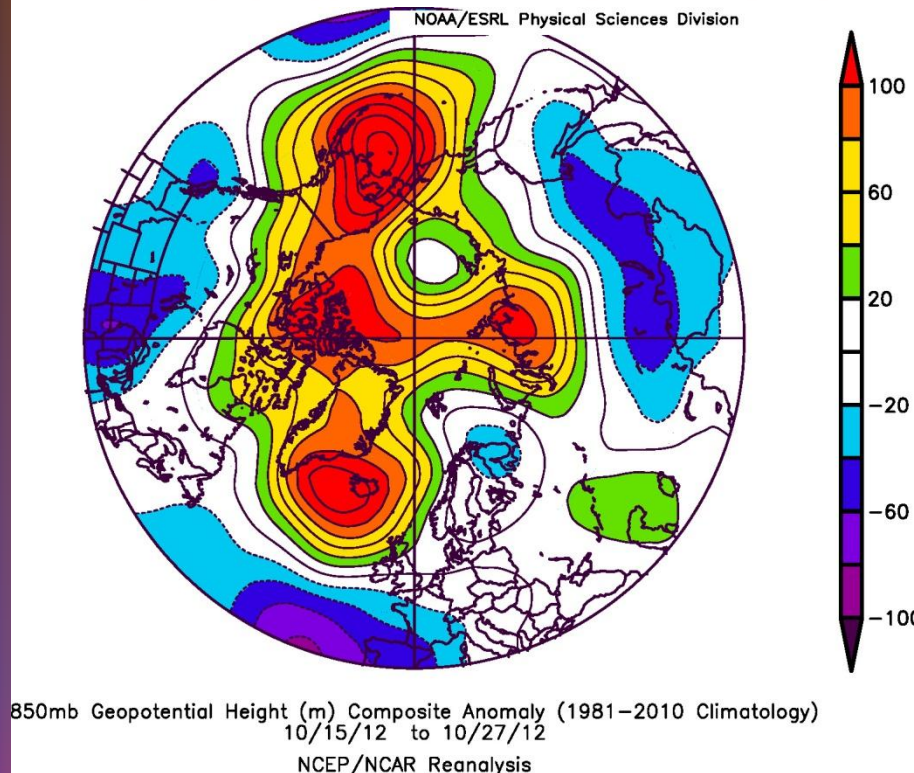 NOAA/ESRL Physical Sciences Division
100
60
20
-20
-60
-100
850mb Geopotential Height (m) Composite Anomaly (1981-2010 Climatology)
10/15/12 to 10/27/12
NCEP/NCAR Reanalysis